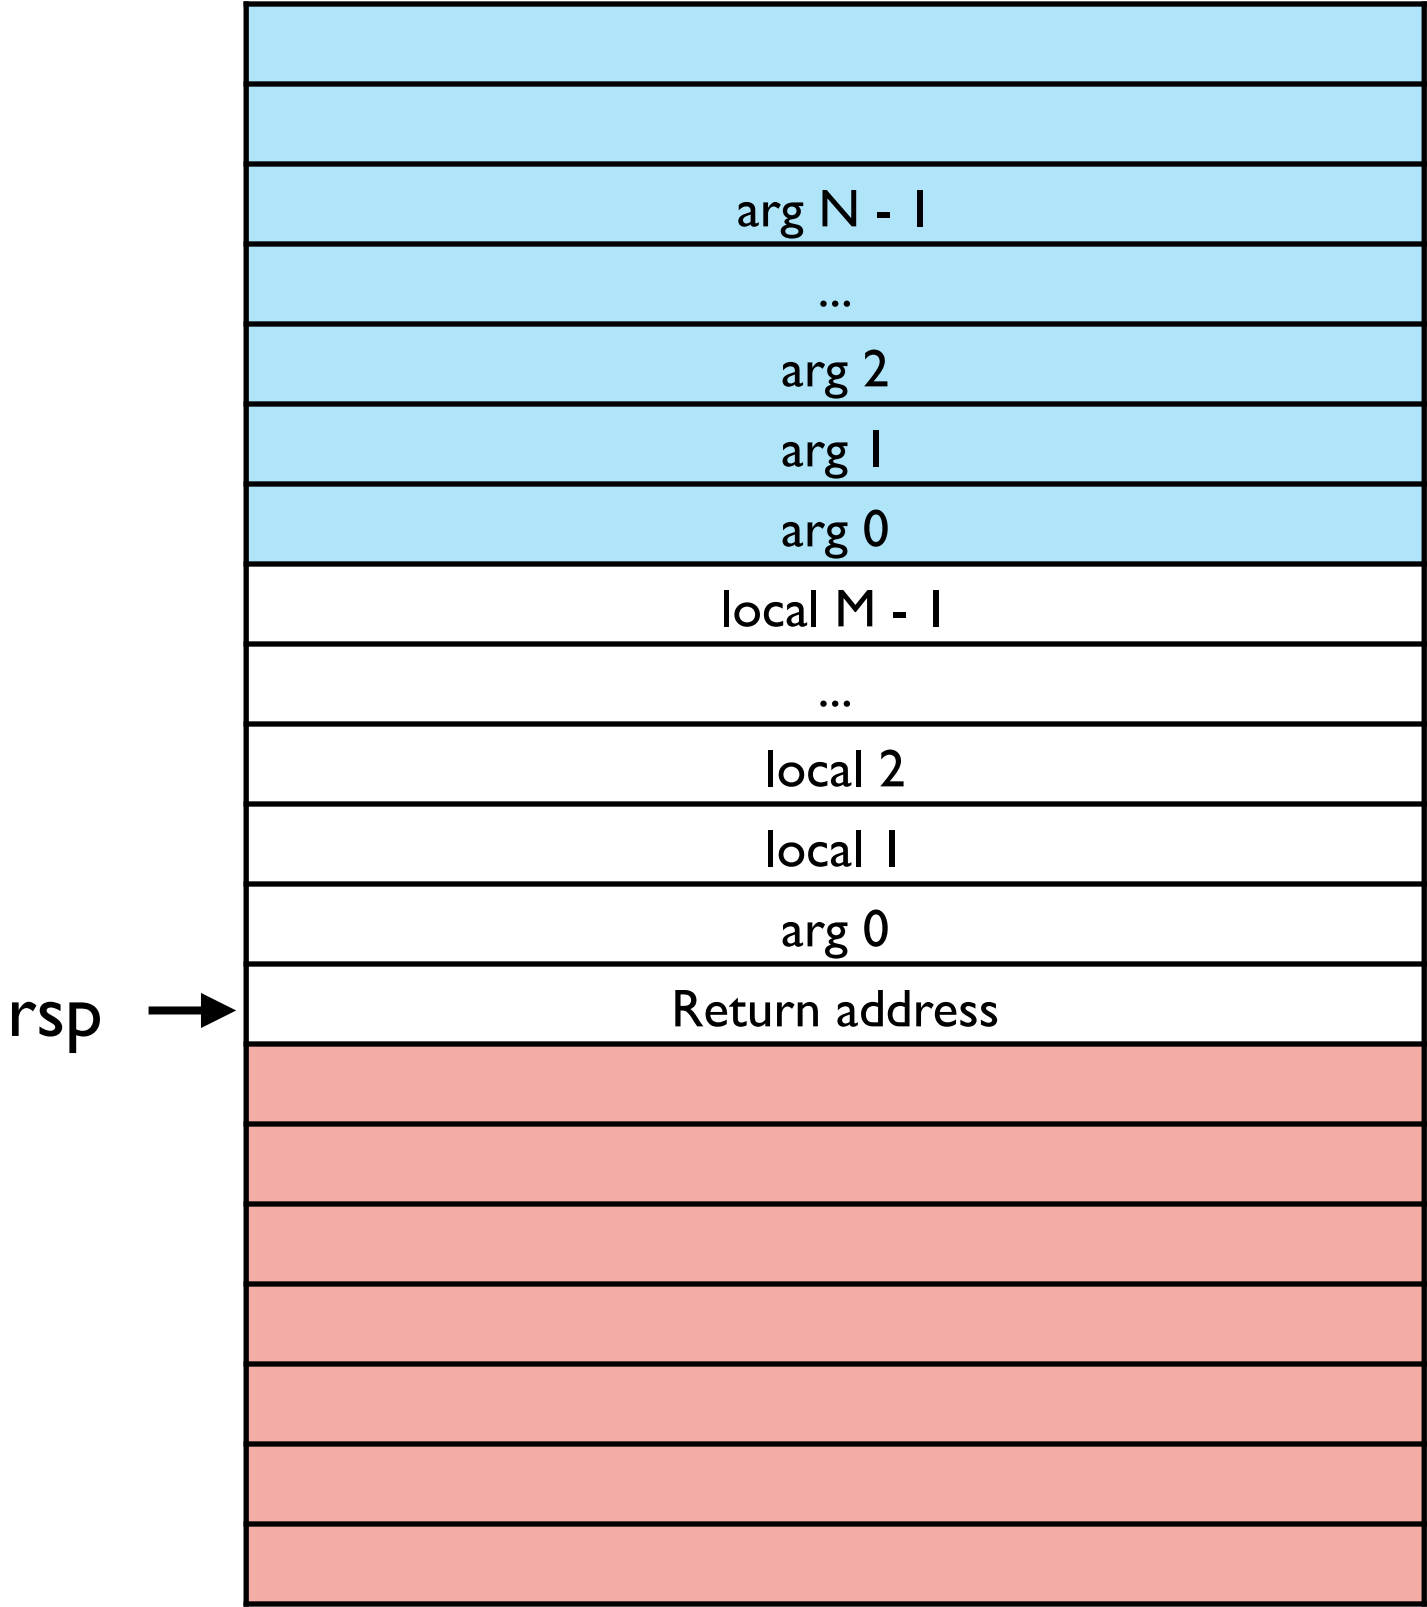 arg N - 1
...
arg 2
arg 1
arg 0
local M - 1
...
local 2
local 1
arg 0
rsp Return address